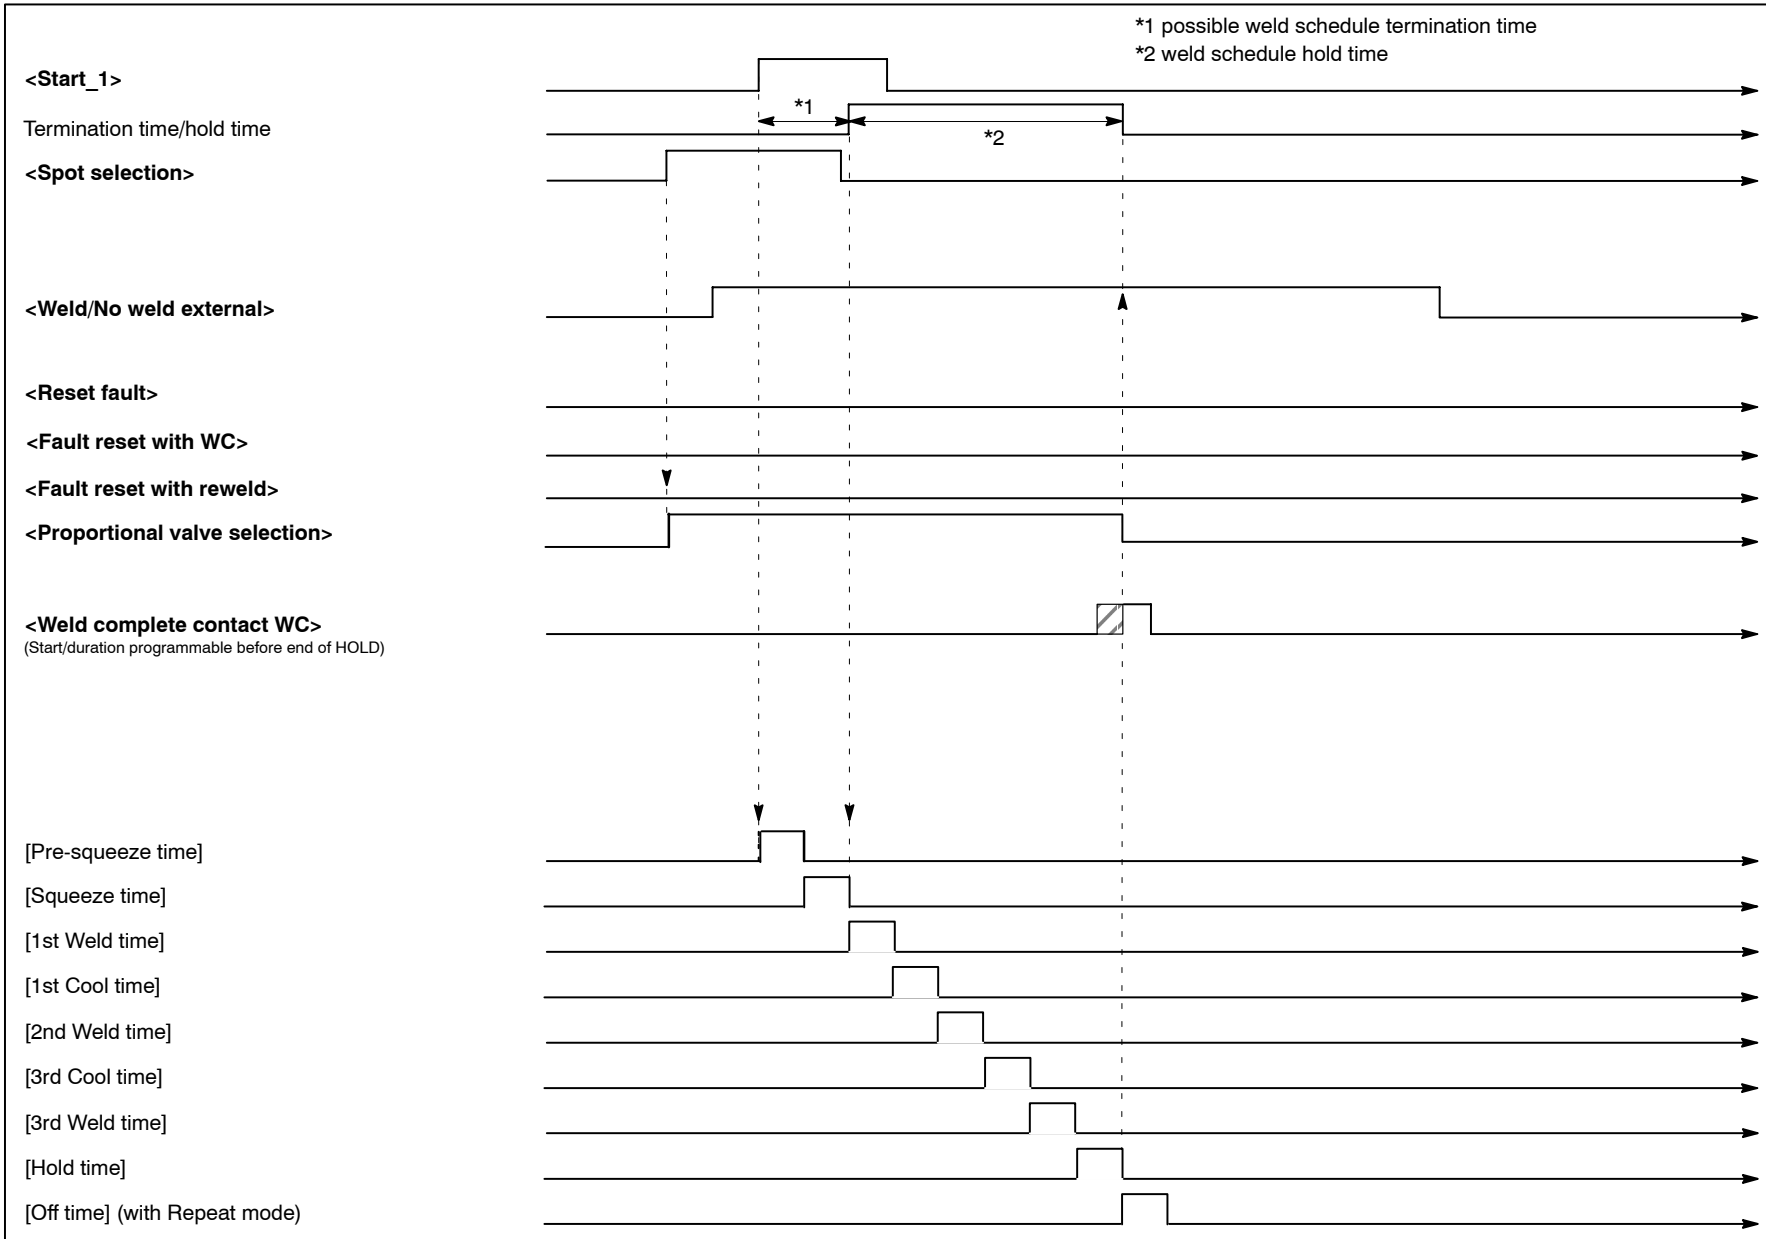 *1 possible weld schedule termination time
*2 weld schedule hold time
<Start_1>
*1
Termination time/hold time
*2
<Spot selection>
<Weld/No weld external>
<Reset fault>
<Fault reset with WC>
<Fault reset with reweld>
<Proportional valve selection>
<Weld complete contact WC>
(Start/duration programmable before end of HOLD)
[Pre-squeeze time]
[Squeeze time]
[1st Weld time]
[1st Cool time]
[2nd Weld time]
[3rd Cool time]
[3rd Weld time]
[Hold time]
[Off time] (with Repeat mode)